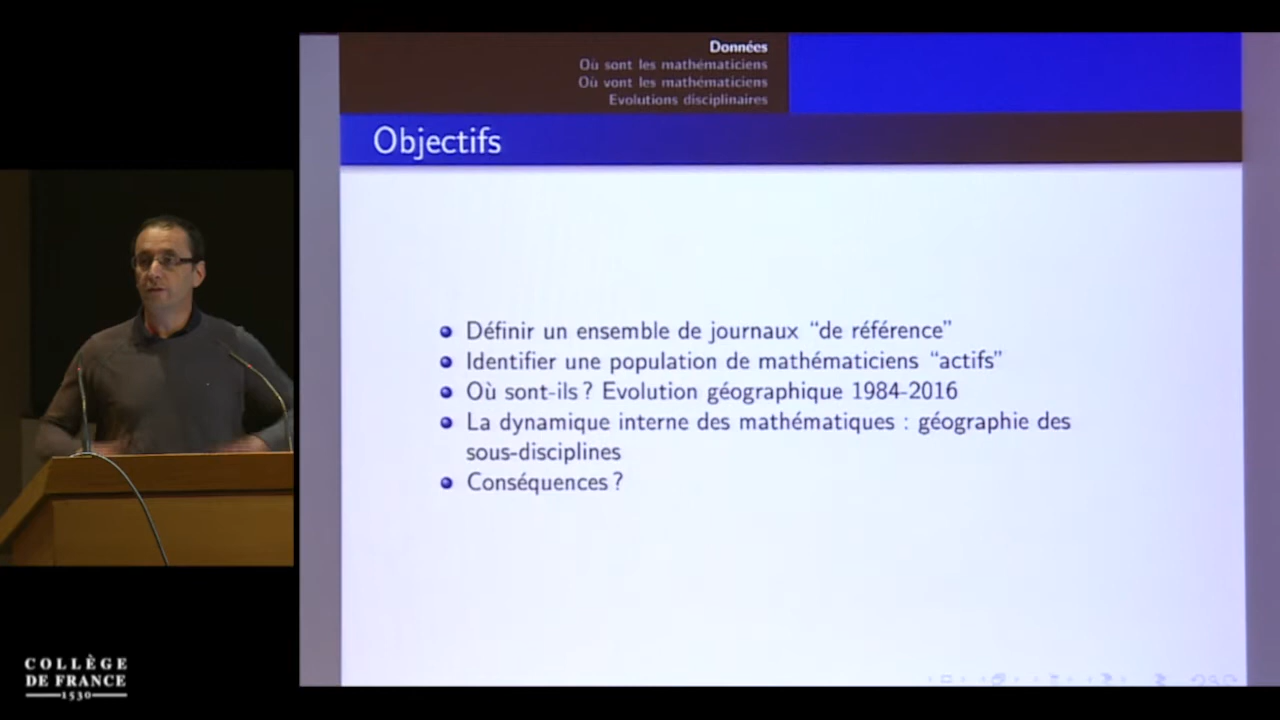 Données
Où sont les mathématiciens
Où vont les mathématiciens
Evolutions disciplinaires
Objectifs
Définir un ensemble de journaux “de référence”
Identifier une population de mathématiciens “actifs”
Où sont-ils ? Evolution géographique 1984-2016
La dynamique interne des mathématiques : géographie des
sous-disciplines
Conséquences ?
COLLÈGE
DE FRANCE
1530